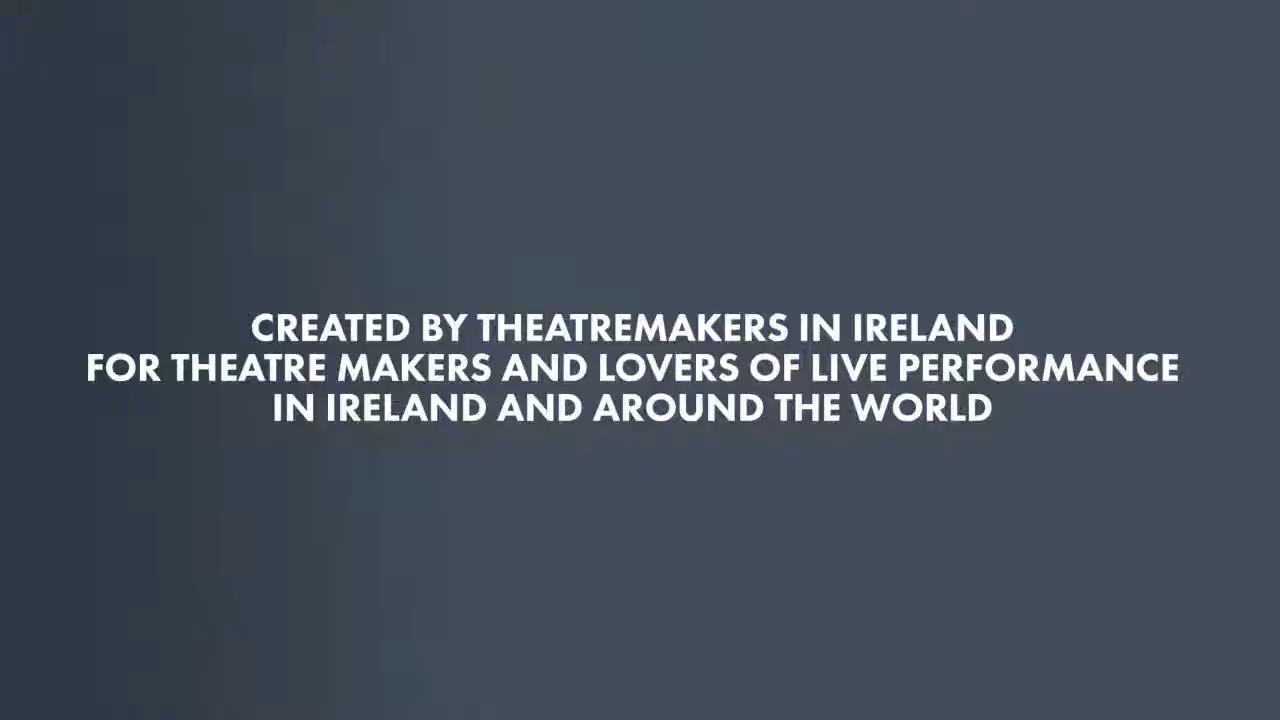 CREATED BY THEATREMAKERS IN IRELAND
FOR THEATRE MAKERS AND LOVERS OF LIVE PERFORMANCE
IN IRELAND AND AROUND THE WORLD